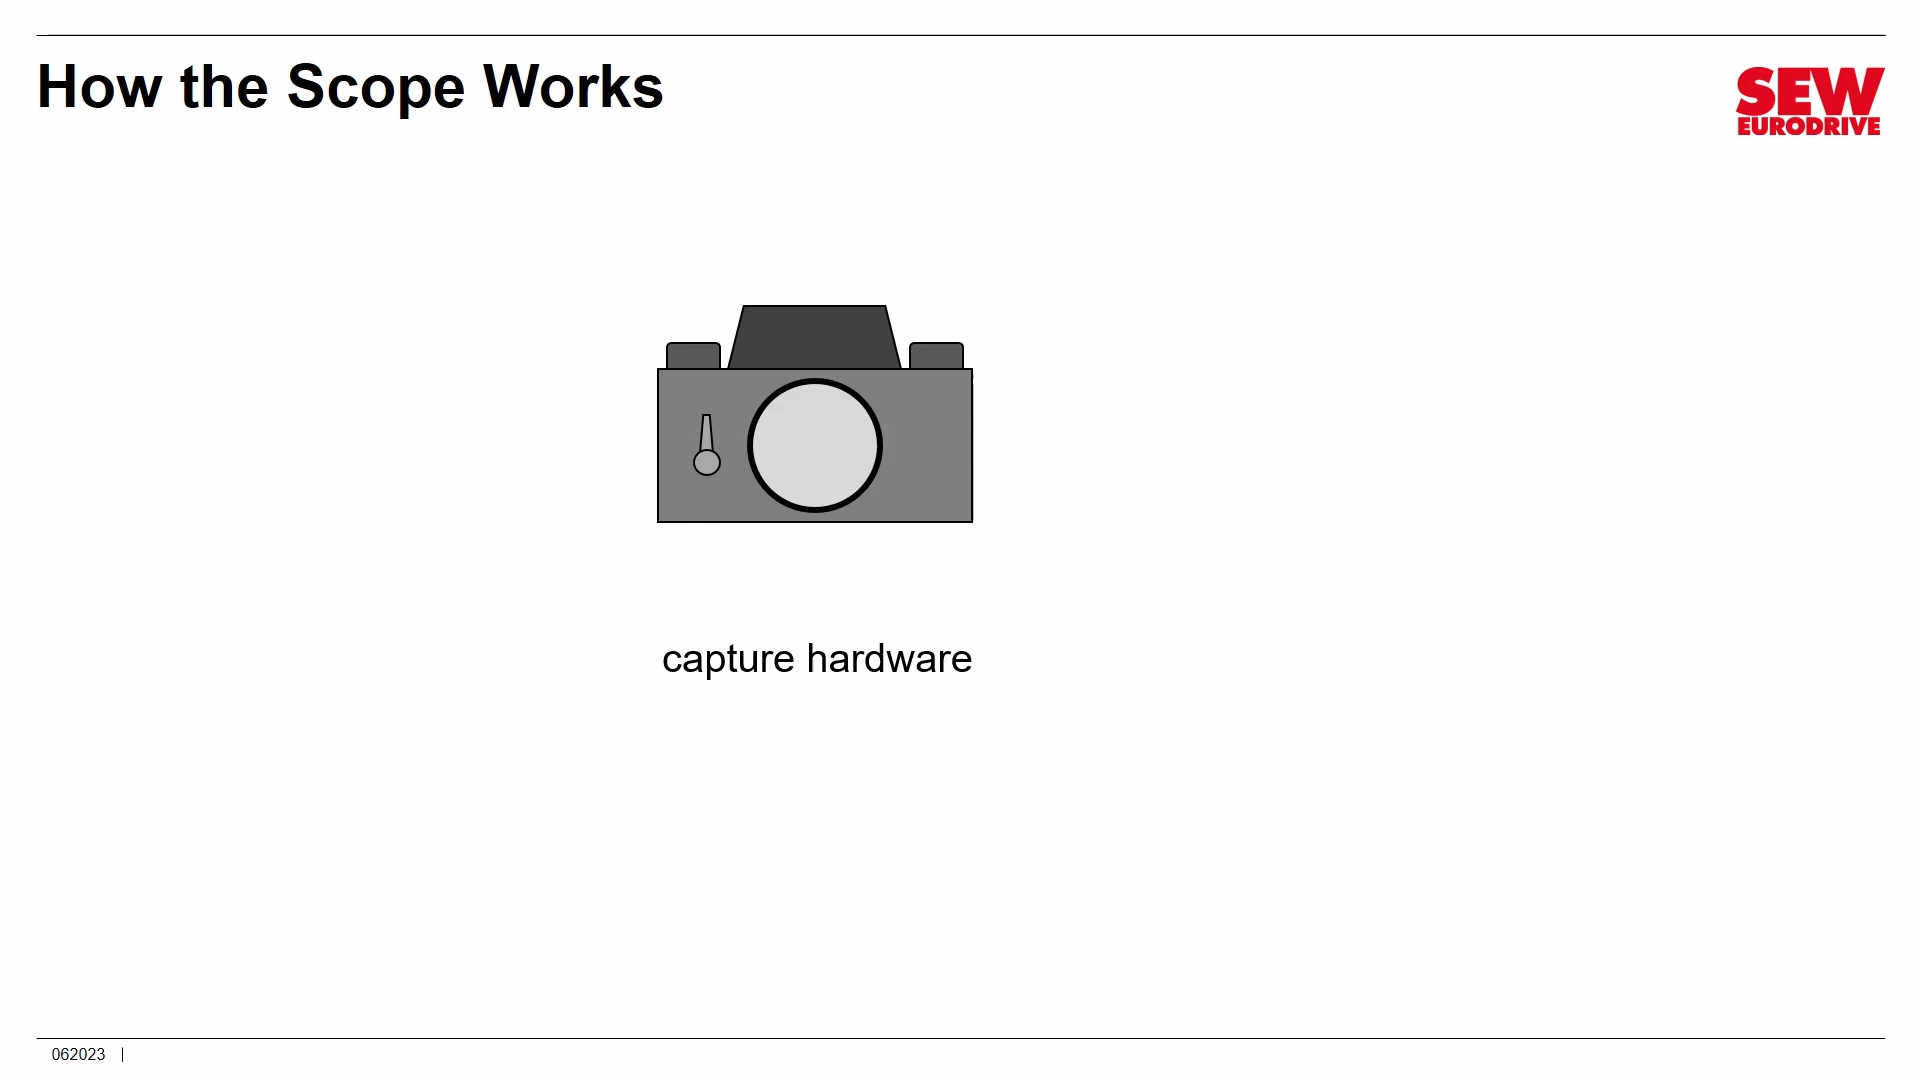 How the Scope Works
SEW
EURODRIVE
capture hardware
062023 |